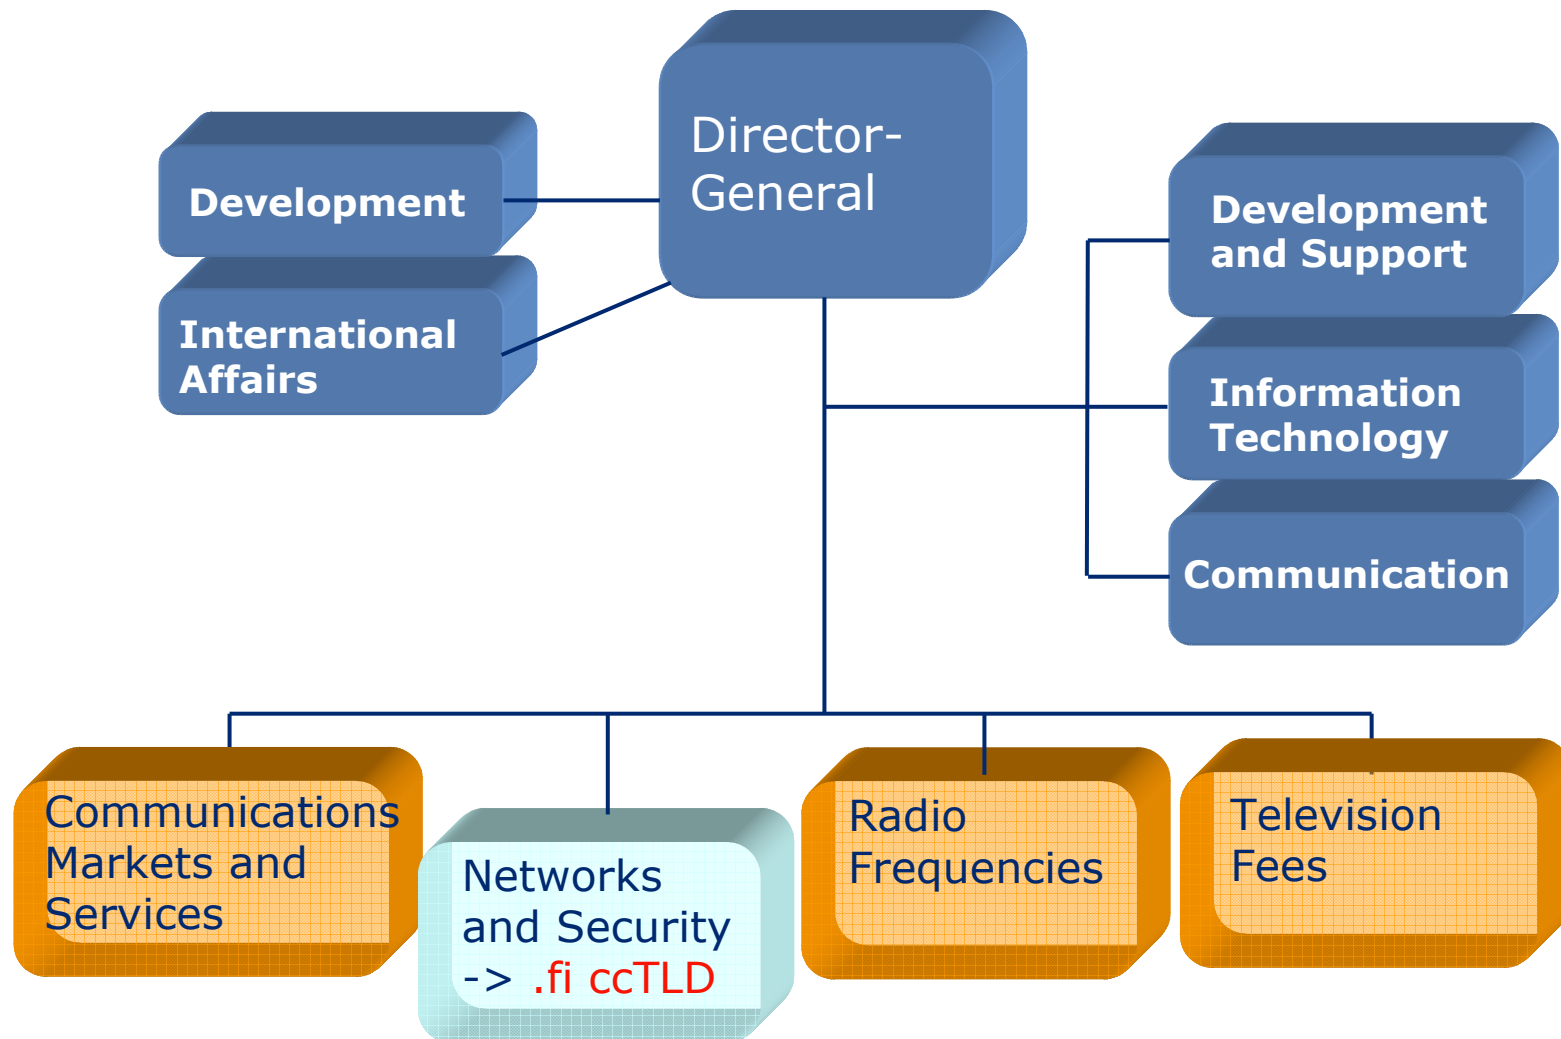 Director-
General
Development
International
Affairs
Development
and Support
Information
Technology
Communication
Communications
Markets and
Services
Networks
and Security
-> .fi ccTLD
Radio
Frequencies
Television
Fees